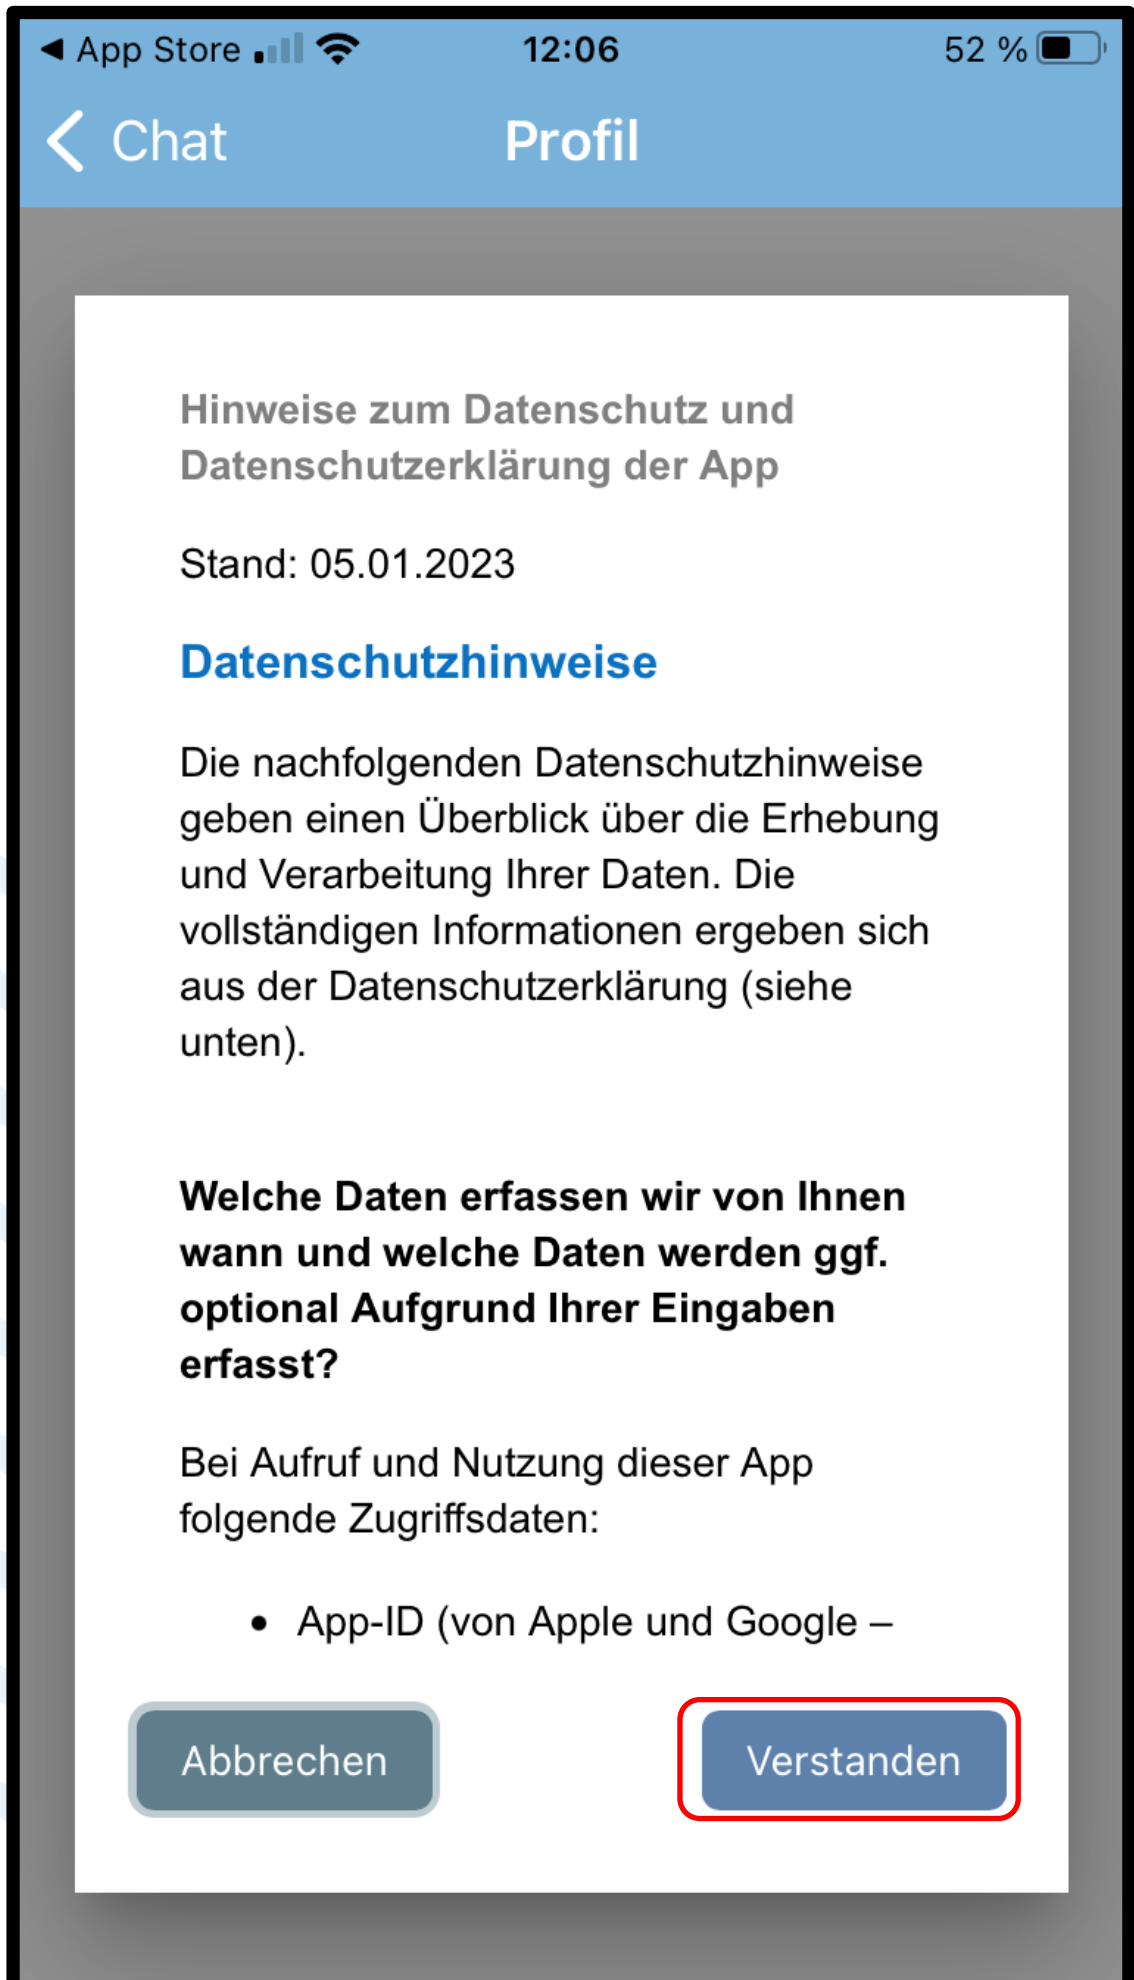 ◀ App Store 12:06 52 %
Chat Profil
Hinweise zum Datenschutz und
Datenschutzerklärung der App
Stand: 05.01.2023
Datenschutzhinweise
Die nachfolgenden Datenschutzhinweise
geben einen Überblick über die Erhebung
und Verarbeitung Ihrer Daten. Die
vollständigen Informationen ergeben sich
aus der Datenschutzerklärung (siehe
unten).
Welche Daten erfassen wir von Ihnen
wann und welche Daten werden ggf.
optional Aufgrund Ihrer Eingaben
erfasst?
Bei Aufruf und Nutzung dieser App
folgende Zugriffsdaten:
• App-ID (von Apple und Google –
Abbrechen Verstanden